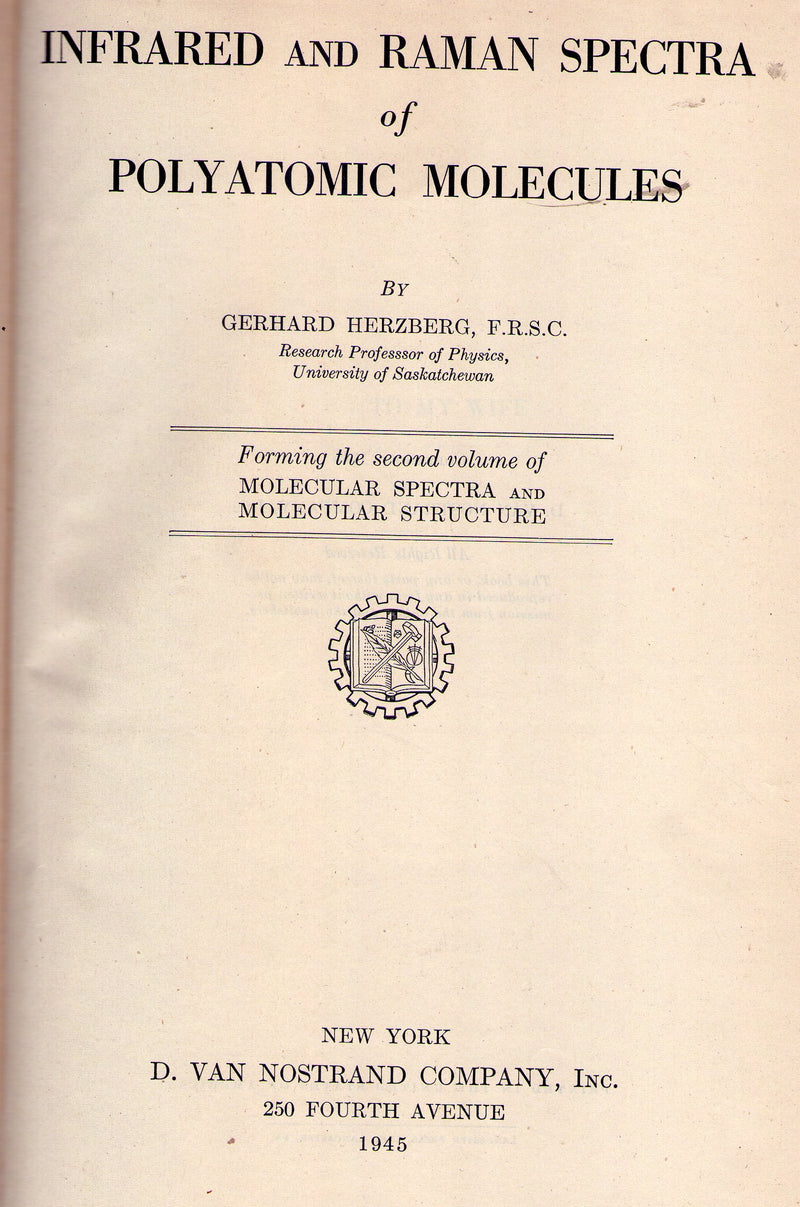 INFRARED AND RAMAN SPECTRA
of
POLYATOMIC MOLECULES
BY
GERHARD HERZBERG, F.R.S.C.
Research Professsor of Physics,
University of Saskatchewan
Forming the second volume of
MOLECULAR SPECTRA AND
MOLECULAR STRUCTURE
NEW YORK
D. VAN NOSTRAND COMPANY, INC.
250 FOURTH AVENUE
1945